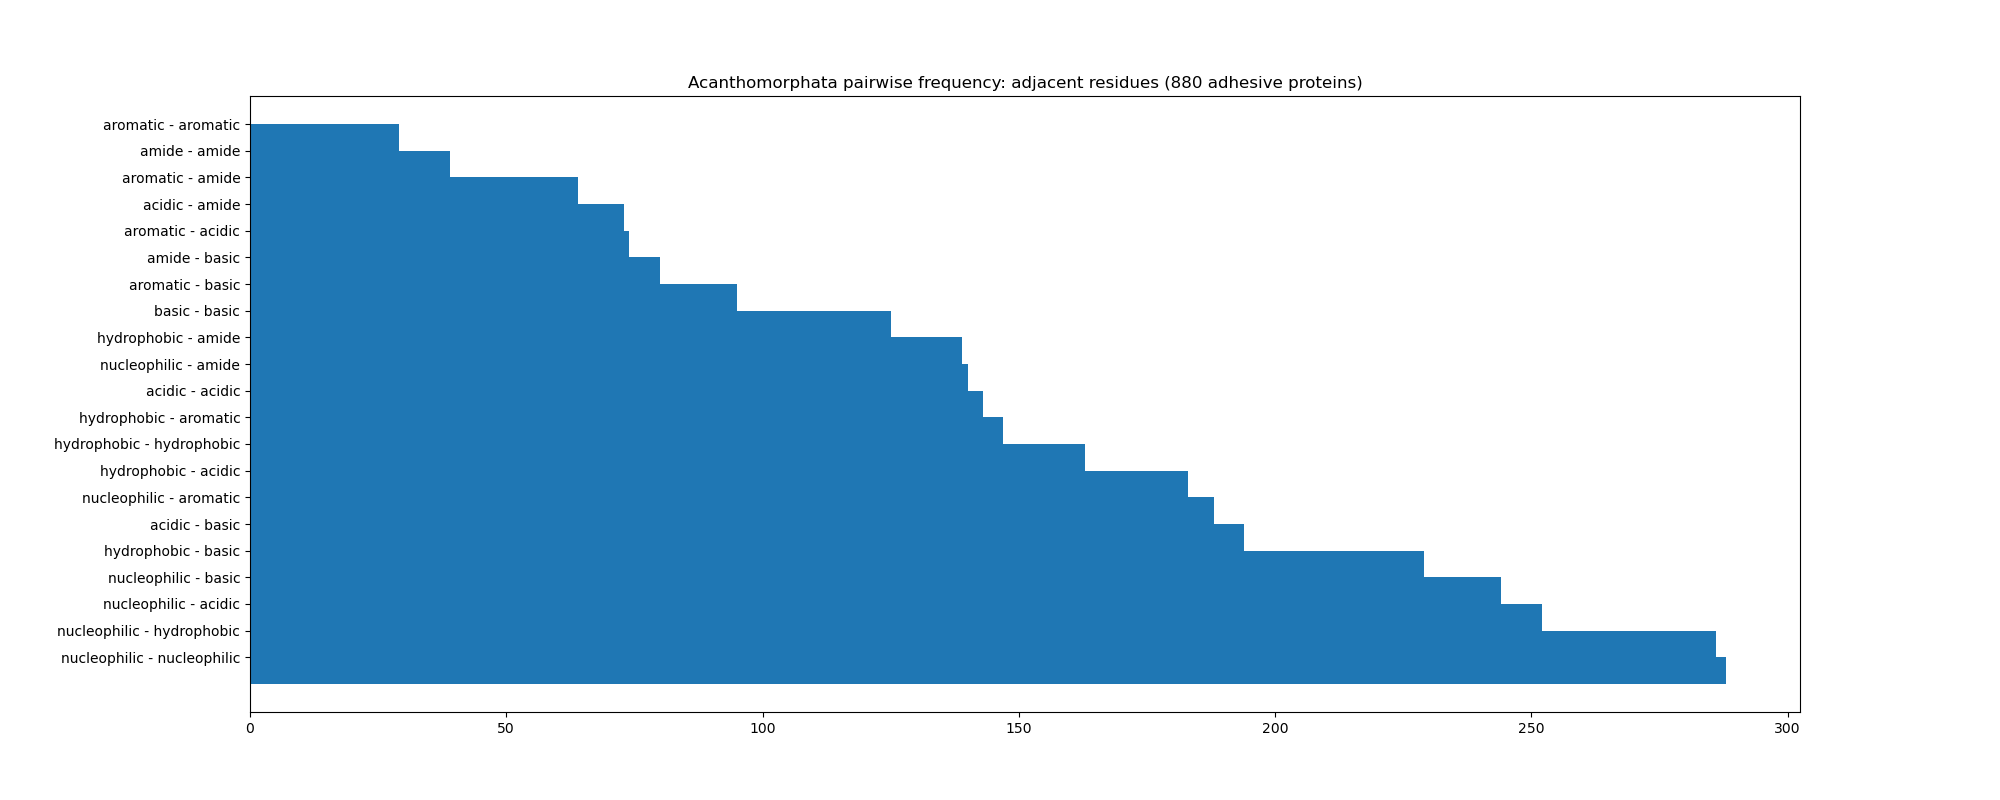 Acanthomorphata pairwise frequency: adjacent residues (880 adhesive proteins)
aromatic - aromatic
amide - amide
aromatic - amide
acidic - amide
aromatic - acidic
amide - basic
aromatic - basic
basic - basic
hydrophobic - amide
nucleophilic - amide
acidic - acidic
hydrophobic - aromatic
hydrophobic - hydrophobic
hydrophobic - acidic
nucleophilic - aromatic
acidic - basic
hydrophobic - basic
nucleophilic - basic
nucleophilic - acidic
nucleophilic - hydrophobic
nucleophilic - nucleophilic
0 50 100 150 200 250 300